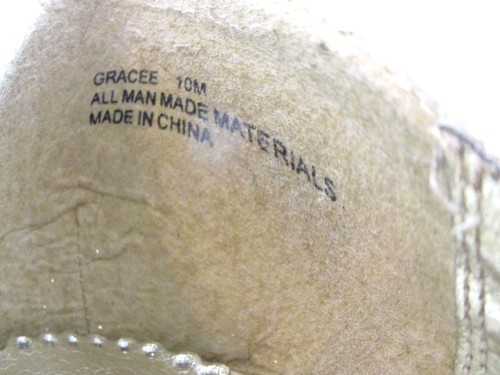 GRACEE 10M
ALL MAN MADE MATERIALS
MADE IN CHINA